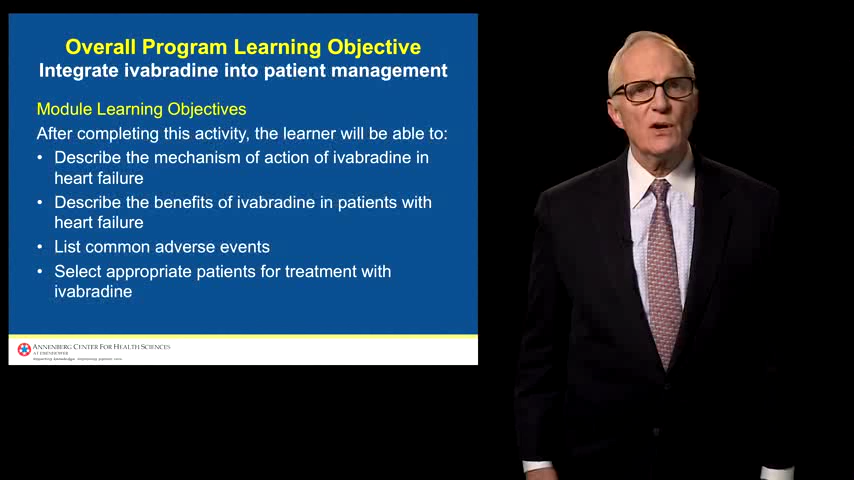 Overall Program Learning Objective
Integrate ivabradine into patient management
Module Learning Objectives
After completing this activity, the learner will be able to:
• Describe the mechanism of action of ivabradine in
heart failure
• Describe the benefits of ivabradine in patients with
heart failure
• List common adverse events
• Select appropriate patients for treatment with
ivabradine
ANNENBERG CENTER FOR HEALTH SCIENCES
AT EISENHOWER